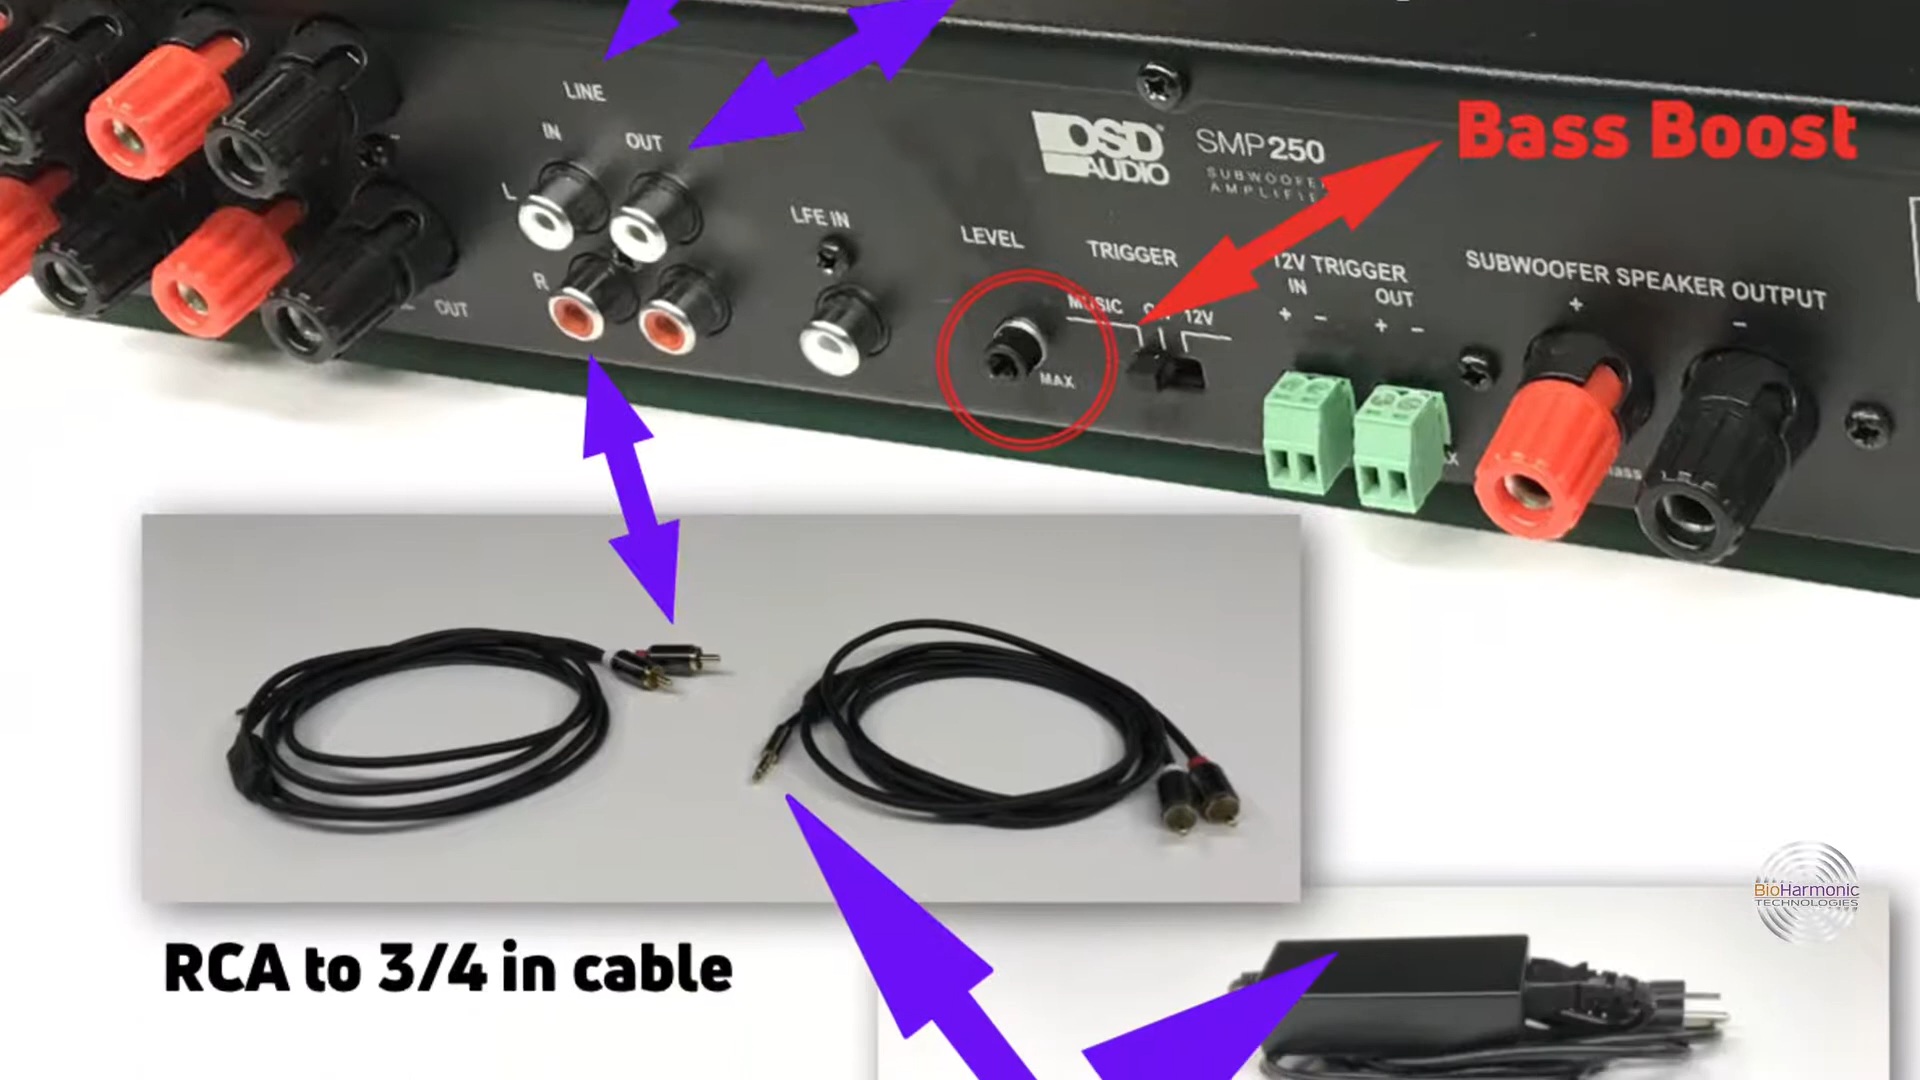 LINE
IN
OUT
L
R
OUT
LFE IN
LEVEL
MAX
OSD
AUDIO
SMP250
SUBWOOFER
AMPLIFIER
Bass Boost
TRIGGER
MUSIC
12V
12V TRIGGER
IN
OUT
+ −
+ −
SUBWOOFER SPEAKER OUTPUT
+
−
RCA to 3/4 in cable
BioHarmonic
TECHNOLOGIES